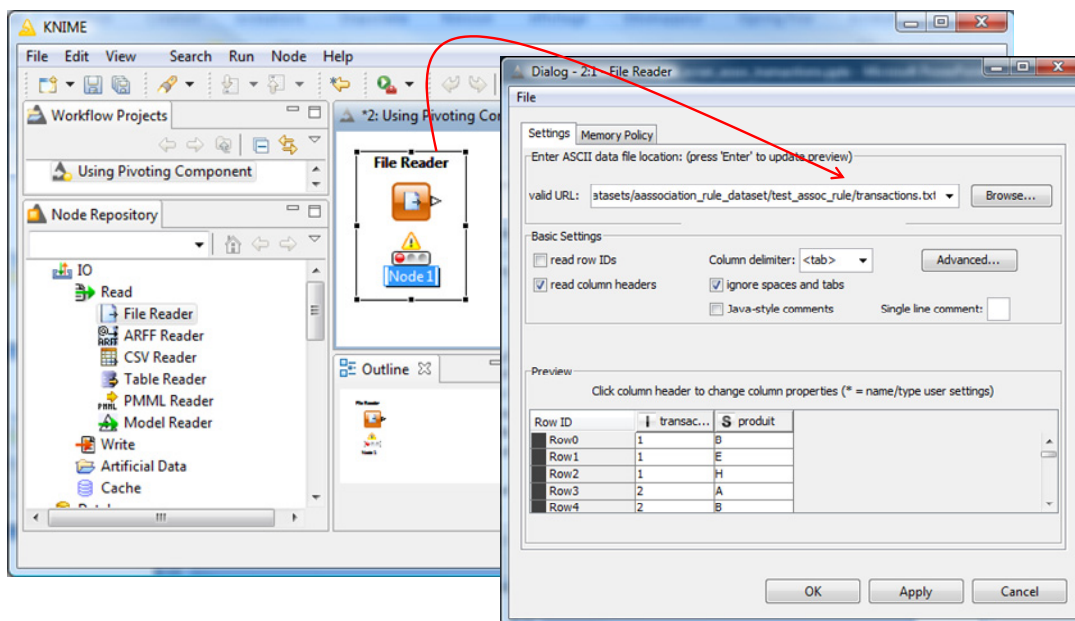 KNIME
File Edit View Search Run Node Help
Workflow Projects
Using Pivoting Component
Node Repository
IO
Read
File Reader
ARFF Reader
CSV Reader
Table Reader
PMML Reader
Model Reader
Write
Artificial Data
Cache
*2: Using Pivoting Co
File Reader
Node 1
Outline
File Reader
Node 1
Dialog - 2:1 - File Reader
File
Settings Memory Policy
Enter ASCII data file location: (press 'Enter' to update preview)
valid URL: atasets/aassociation_rule_dataset/test_assoc_rule/transactions.txt Browse...
Basic Settings
read row IDs Column delimiter: <tab> Advanced...
read column headers ignore spaces and tabs
Java-style comments Single line comment:
Preview
Click column header to change column properties (* = name/type user settings)
Row ID I transac... S produit
Row0 1 B
Row1 1 E
Row2 1 H
Row3 2 A
Row4 2 B
OK Apply Cancel